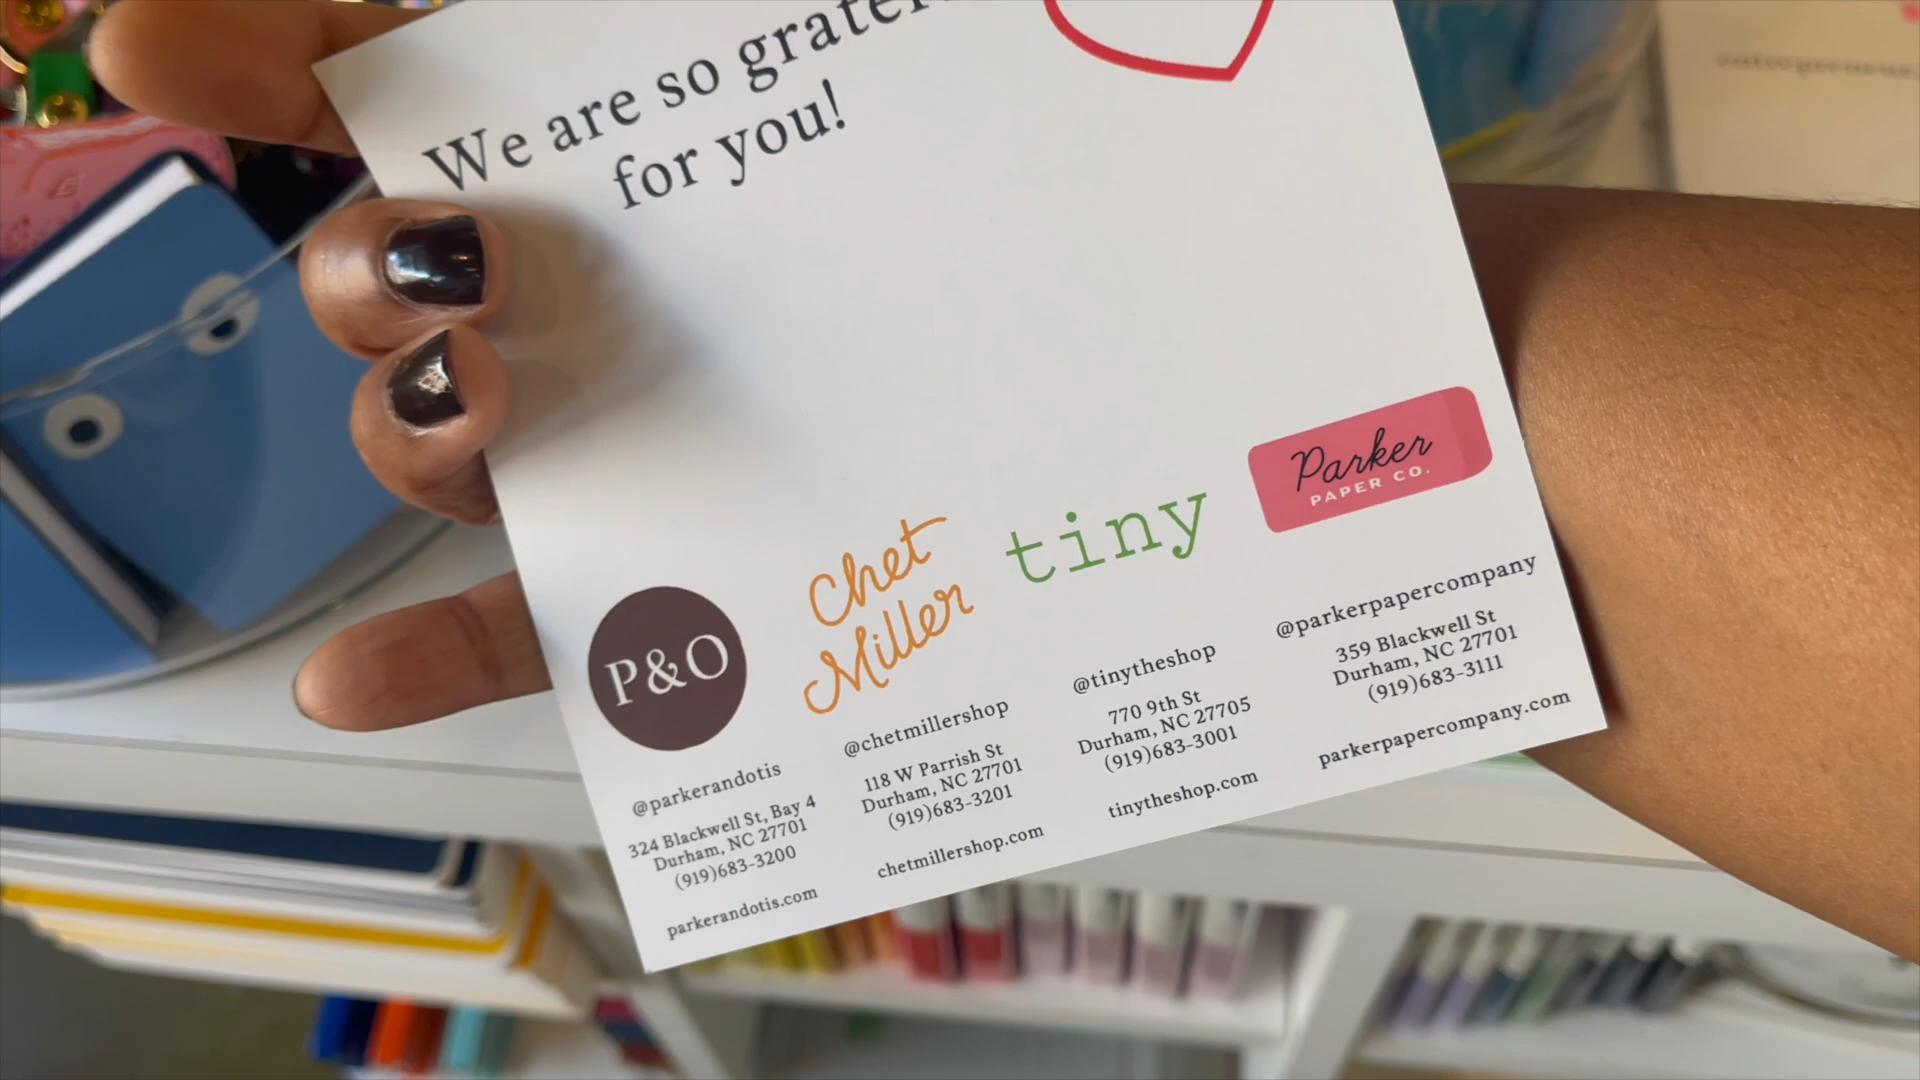 We are so grate
for you!
P&O
Chet
Miller
tiny
Parker
PAPER CO.
@parkerandotis
324 Blackwell St, Bay 4
Durham, NC 27701
(919)683-3200
parkerandotis.com
@chetmillershop
118 W Parrish St
Durham, NC 27701
(919)683-3201
chetmillershop.com
@tinytheshop
770 9th St
Durham, NC 27705
(919)683-3001
tinytheshop.com
@parkerpapercompany
359 Blackwell St
Durham, NC 27701
(919)683-3111
parkerpapercompany.com